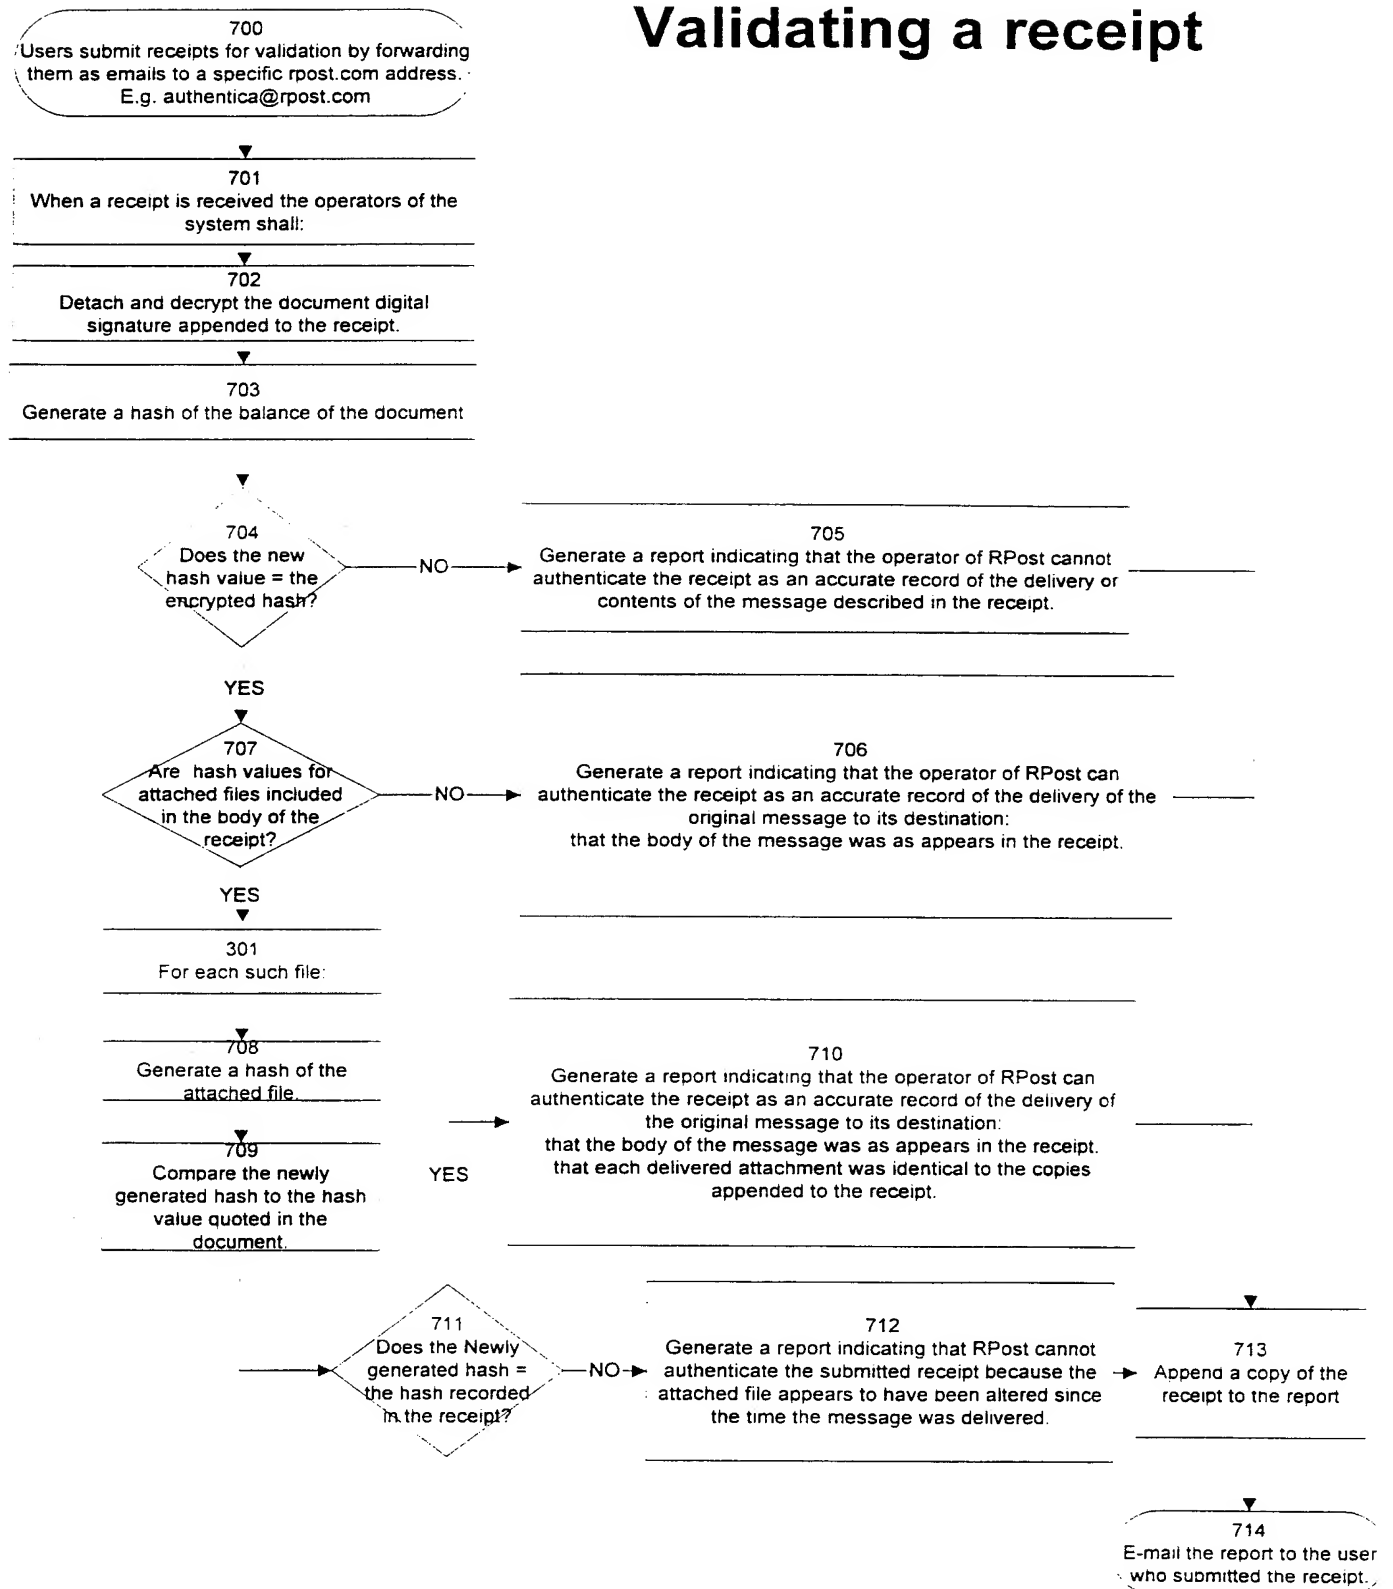 Validating a receipt
700
Users submit receipts for validation by forwarding
them as emails to a specific rpost.com address.
E.g. authentica@rpost.com
701
When a receipt is received the operators of the
system shall:
702
Detach and decrypt the document digital
signature appended to the receipt.
703
Generate a hash of the balance of the document
704
Does the new
hash value = the
encrypted hash?
NO
705
Generate a report indicating that the operator of RPost cannot
authenticate the receipt as an accurate record of the delivery or
contents of the message described in the receipt.
YES
707
Are hash values for
attached files included
in the body of the
receipt?
NO
706
Generate a report indicating that the operator of RPost can
authenticate the receipt as an accurate record of the delivery of the
original message to its destination:
that the body of the message was as appears in the receipt.
YES
301
For each such file:
708
Generate a hash of the
attached file.
709
Compare the newly
generated hash to the hash
value quoted in the
document.
YES
710
Generate a report indicating that the operator of RPost can
authenticate the receipt as an accurate record of the delivery of
the original message to its destination:
that the body of the message was as appears in the receipt.
that each delivered attachment was identical to the copies
appended to the receipt.
711
Does the Newly
generated hash =
the hash recorded
in the receipt?
NO
712
Generate a report indicating that RPost cannot
authenticate the submitted receipt because the
attached file appears to have been altered since
the time the message was delivered.
713
Append a copy of the
receipt to the report
714
E-mail the report to the user
who submitted the receipt.